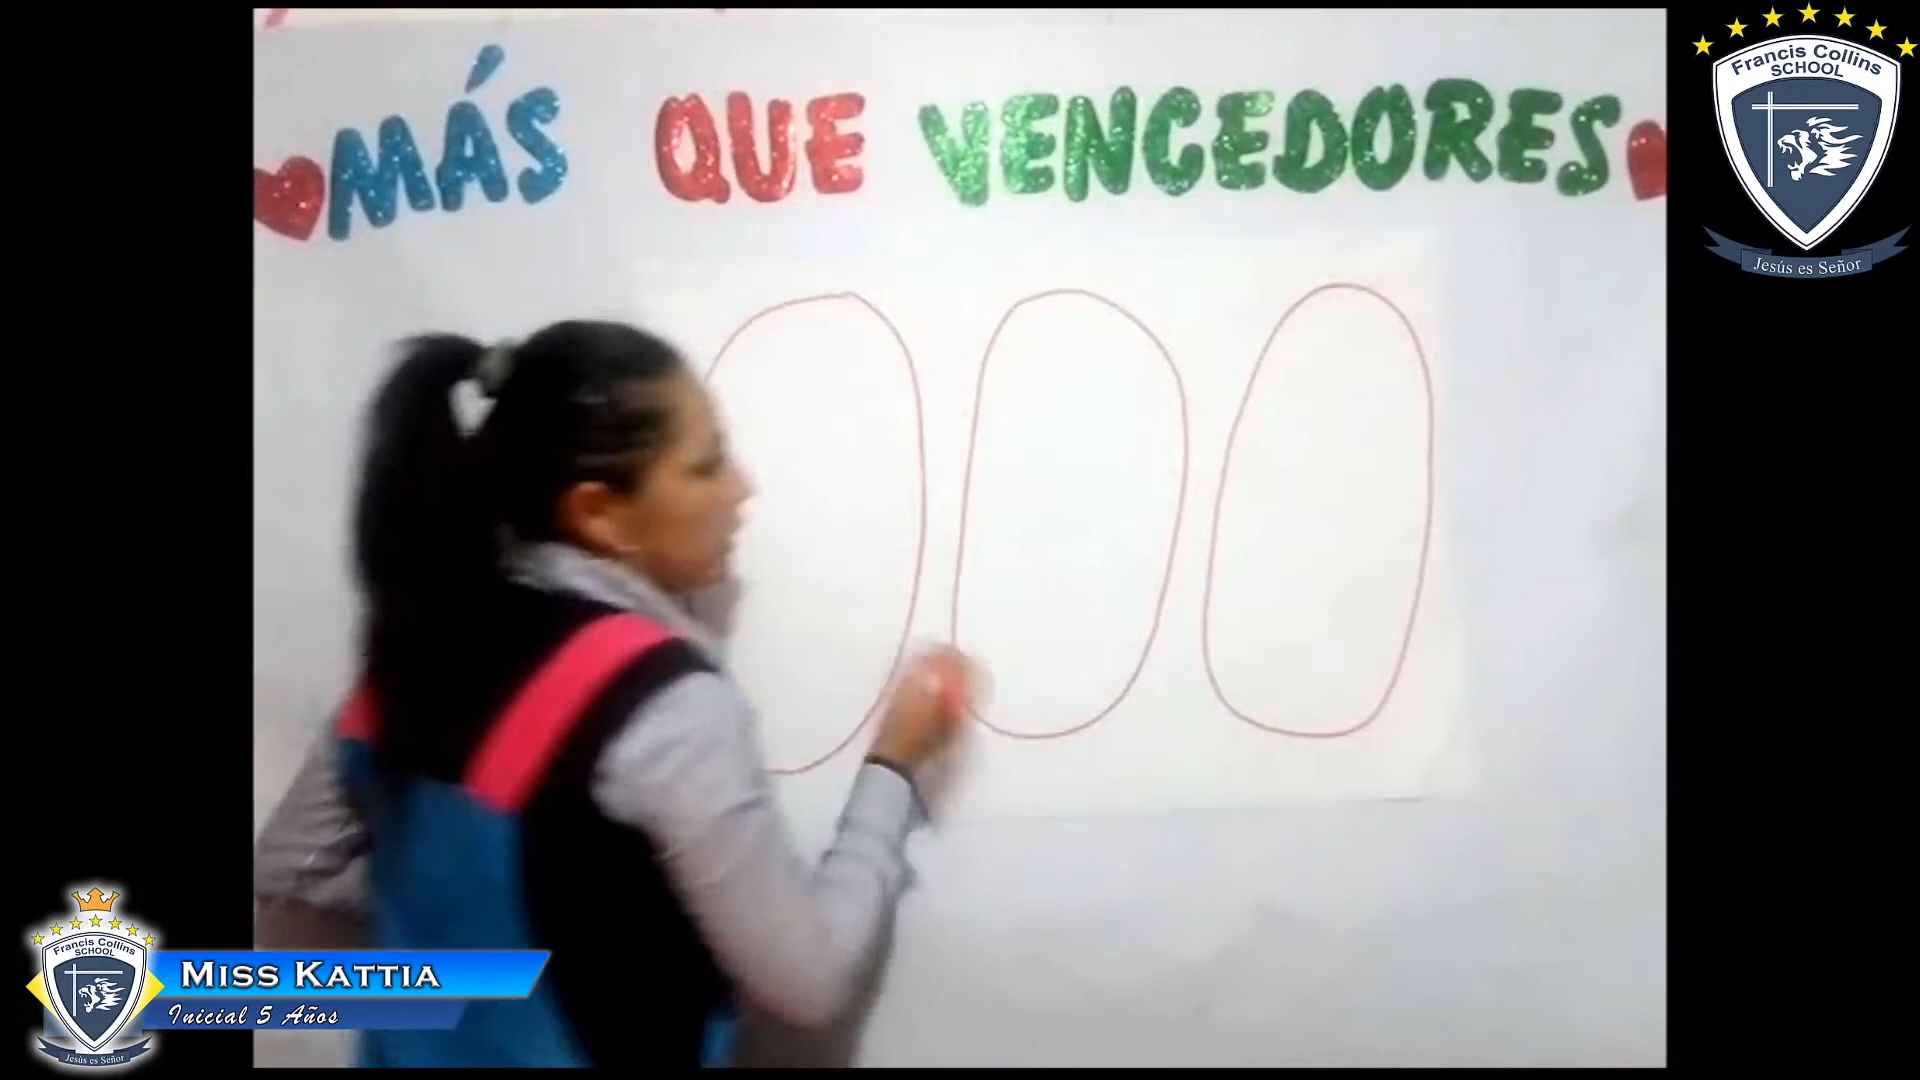 MÁS QUE VENCEDORES
Francis Collins
SCHOOL
Jesús es Señor
Francis Collins
SCHOOL
Jesús es Señor
MISS KATTIA
Inicial 5 Años